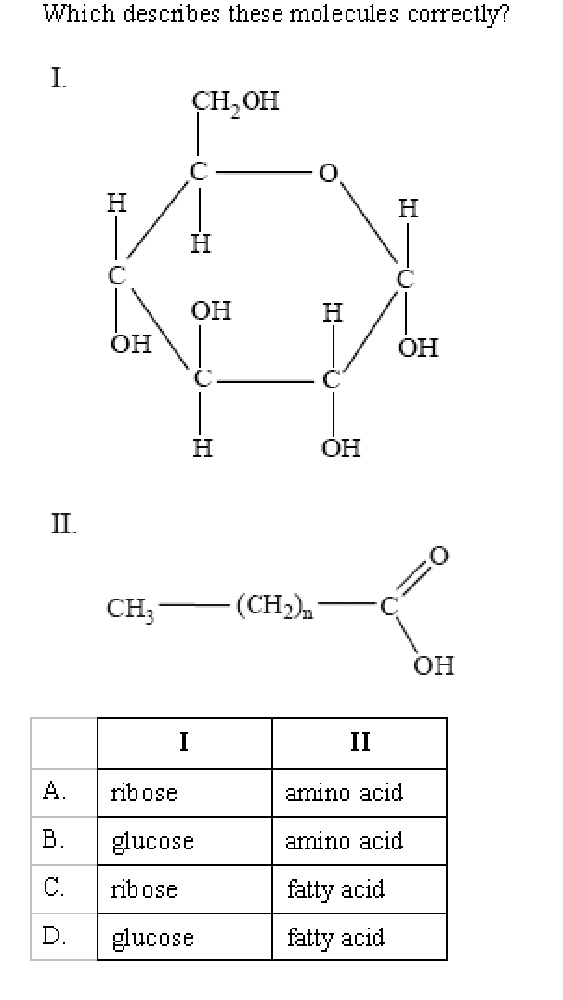 Which describes these molecules correctly?
I.
CH₂OH
C O
H H
H
C C
OH H
OH OH
C C
H OH
II.
O
CH₃ (CH₂)ₙ C
OH
I II
A. ribose amino acid
B. glucose amino acid
C. ribose fatty acid
D. glucose fatty acid